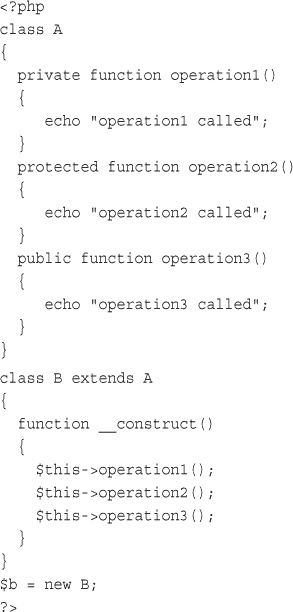 <?php
class A
{
  private function operation1()
  {
     echo "operation1 called";
  }
  protected function operation2()
  {
     echo "operation2 called";
  }
  public function operation3()
  {
     echo "operation3 called";
  }
}
class B extends A
{
  function __construct()
  {
    $this->operation1();
    $this->operation2();
    $this->operation3();
  }
}
$b = new B;
?>